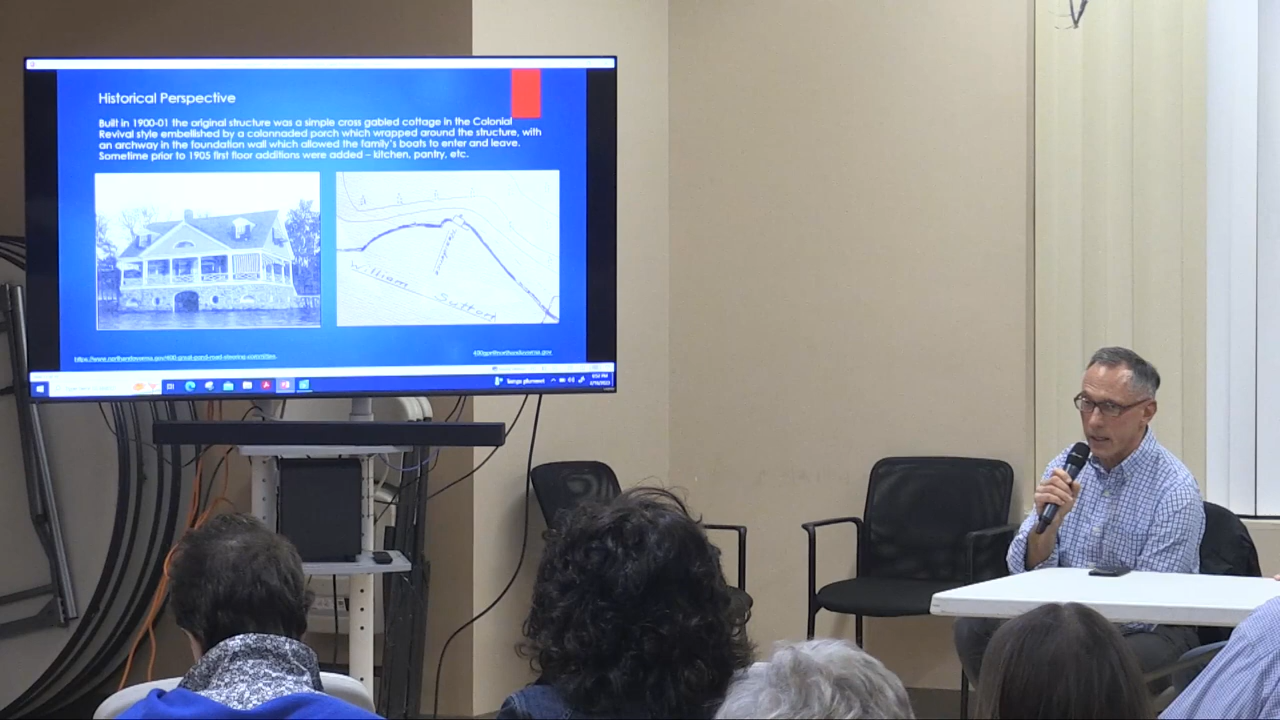 Historical Perspective
Built in 1900-01 the original structure was a simple cross gabled cottage in the Colonial
Revival style embellished by a colonnaded porch which wrapped around the structure, with
an archway in the foundation wall which allowed the family's boats to enter and leave.
Sometime prior to 1905 first floor additions were added – kitchen, pantry, etc.
Residence
William Sutton